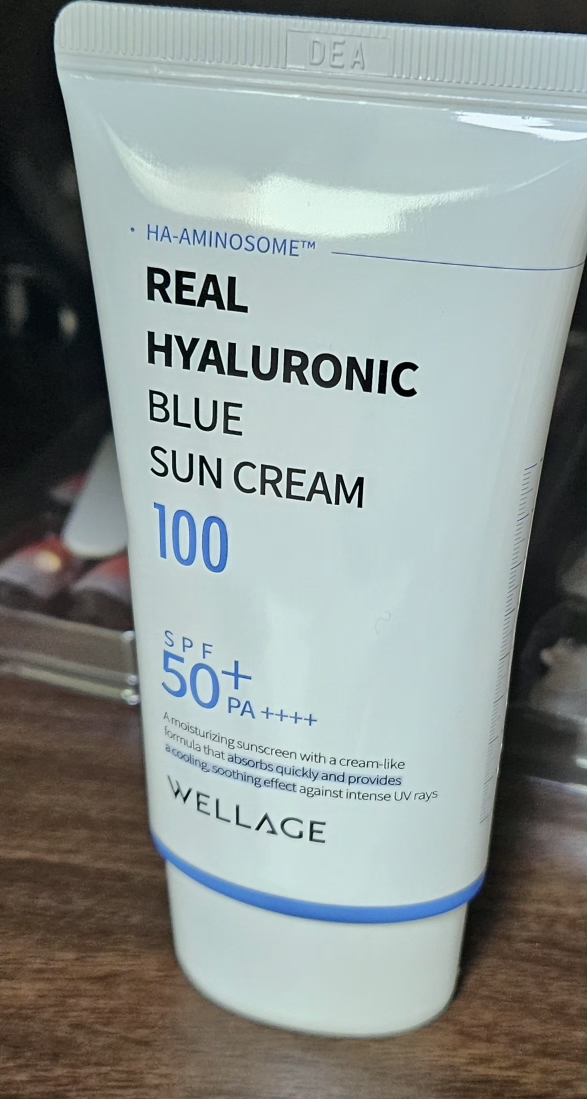 DEA
HA-AMINOSOME™
REAL
HYALURONIC
BLUE
SUN CREAM
100
SPF
50+
PA ++++
A moisturizing sunscreen with a cream-like
formula that absorbs quickly and provides
a cooling, soothing effect against intense UV rays
WELLAGE